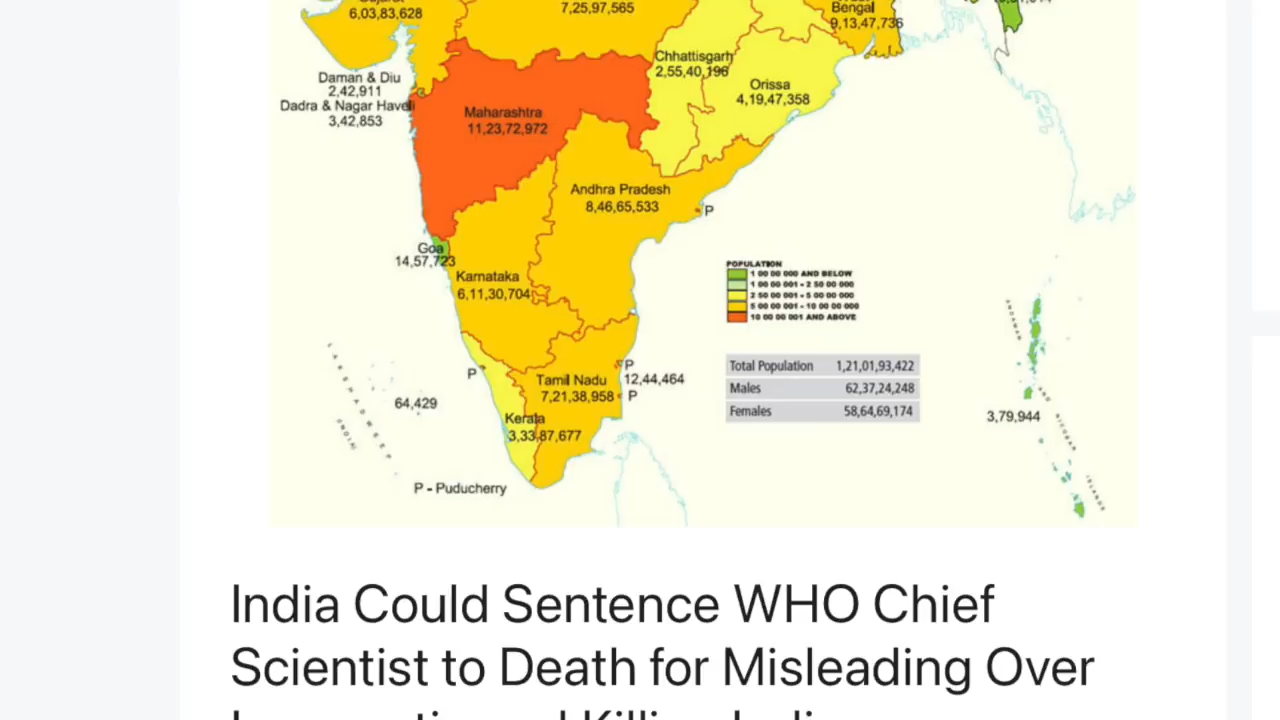 6,03,83,628
7,25,97,565
Bengal
9,13,47,736
Chhattisgarh
2,55,40,196
Orissa
4,19,47,358
Daman & Diu
2,42,911
Dadra & Nagar Haveli
3,42,853
Maharashtra
11,23,72,972
Andhra Pradesh
8,46,65,533
P
Goa
14,57,723
Karnataka
6,11,30,704
POPULATION
1 00 00 000 AND BELOW
1 00 00 001 - 2 50 00 000
2 50 00 001 - 5 00 00 000
5 00 00 001 - 10 00 00 000
10 00 00 001 AND ABOVE
Total Population 1,21,01,93,422
Males 62,37,24,248
Females 58,64,69,174
P
P
12,44,464
P
Tamil Nadu
7,21,38,958
64,429
Kerala
3,33,87,677
3,79,944
P - Puducherry
India Could Sentence WHO Chief
Scientist to Death for Misleading Over